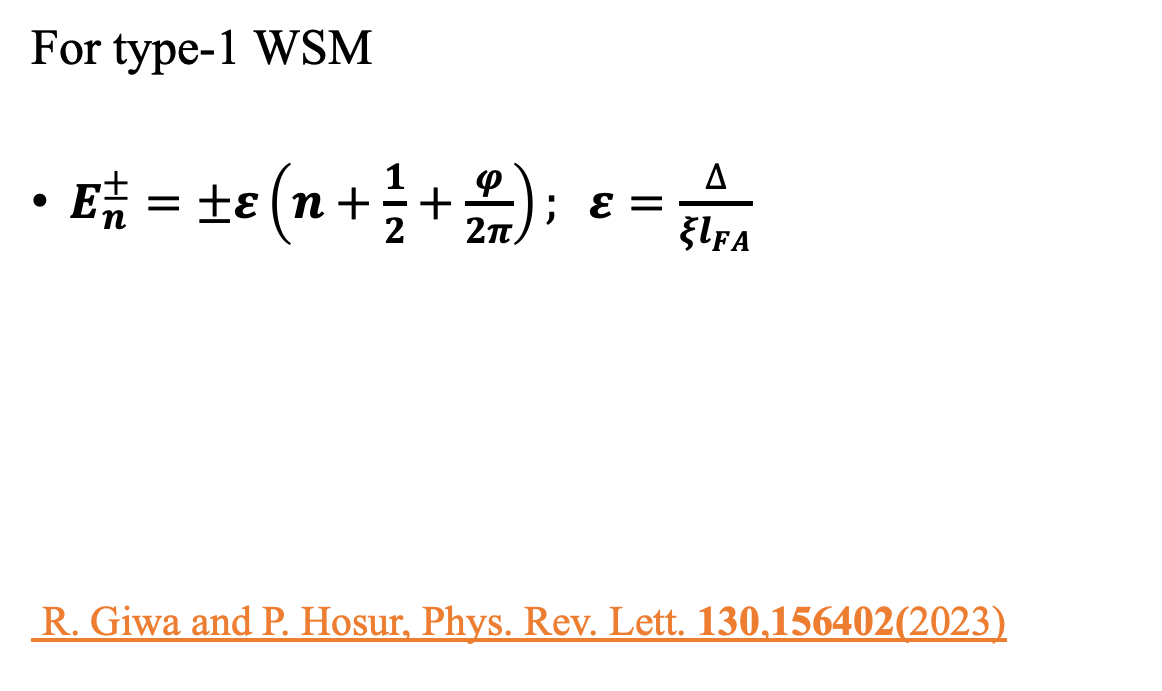 For type-1 WSM
• E_n^± = ±ε(n + 1/2 + φ/2π); ε = Δ/ξl_FA
R. Giwa and P. Hosur, Phys. Rev. Lett. 130,156402(2023)